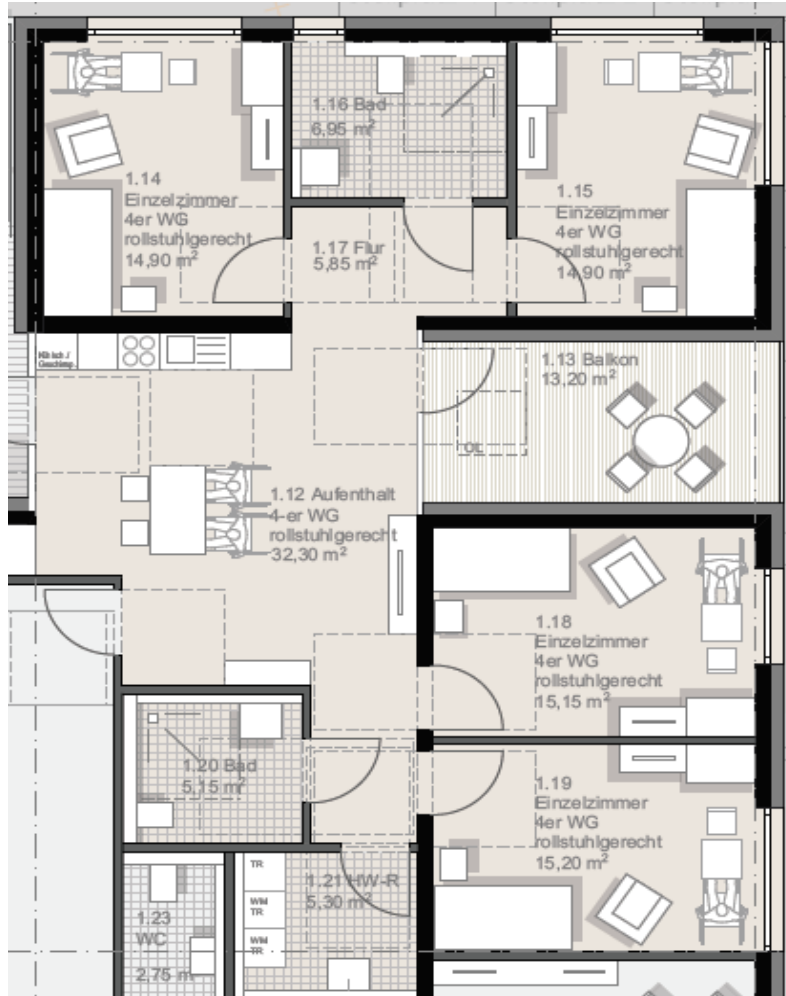 1.16 Bad
6,95 m²
1.14
Einzelzimmer
4er WG
rollstuhlgerecht
14,90 m²
1.15
Einzelzimmer
4er WG
rollstuhlgerecht
14,90 m²
1.17 Flur
5,85 m²
1.13 Balkon
13,20 m²
1.12 Aufenthalt
4-er WG
rollstuhlgerecht
32,30 m²
1.18
Einzelzimmer
4er WG
rollstuhlgerecht
15,15 m²
1.20 Bad
5,15 m²
1.19
Einzelzimmer
4er WG
rollstuhlgerecht
15,20 m²
TR
WM
TR
WM
TR
1.21 HW-R
5,30 m²
1.23
WC
2,75 m